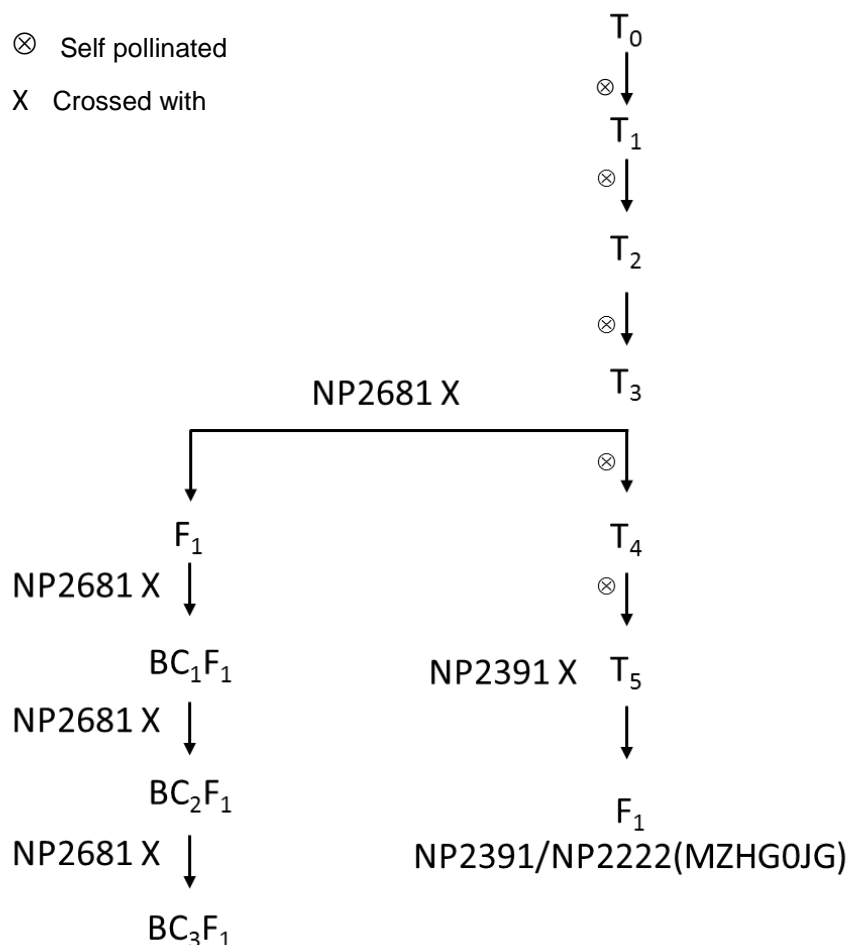 ⊗ Self pollinated
X Crossed with
T₀
⊗
T₁
⊗
T₂
⊗
T₃
NP2681 X
⊗
F₁
T₄
NP2681 X
⊗
BC₁F₁
NP2391 X T₅
NP2681 X
BC₂F₁
F₁
NP2681 X
NP2391/NP2222(MZHG0JG)
BC₃F₁